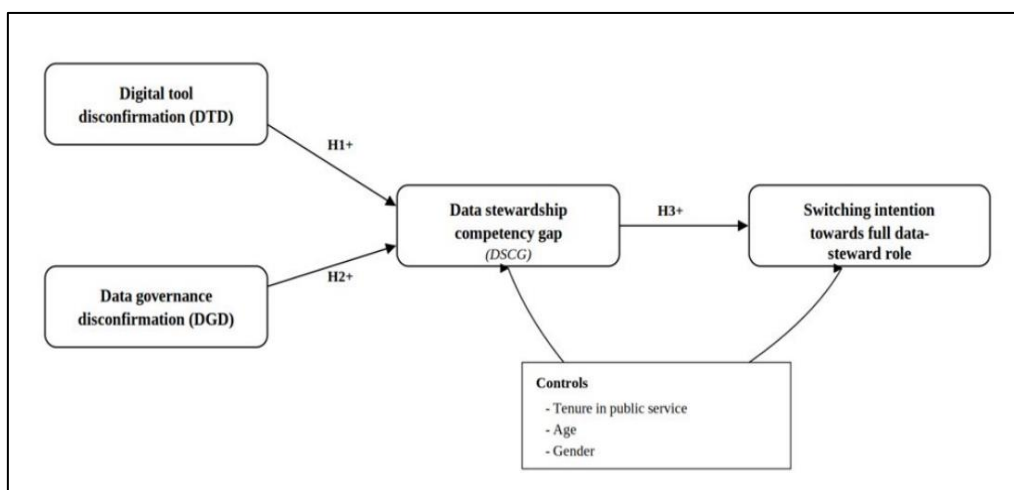 Digital tool
disconfirmation (DTD)
H1+
Data stewardship
competency gap
(DSCG)
H3+
Switching intention
towards full data-
steward role
H2+
Data governance
disconfirmation (DGD)
Controls
- Tenure in public service
- Age
- Gender